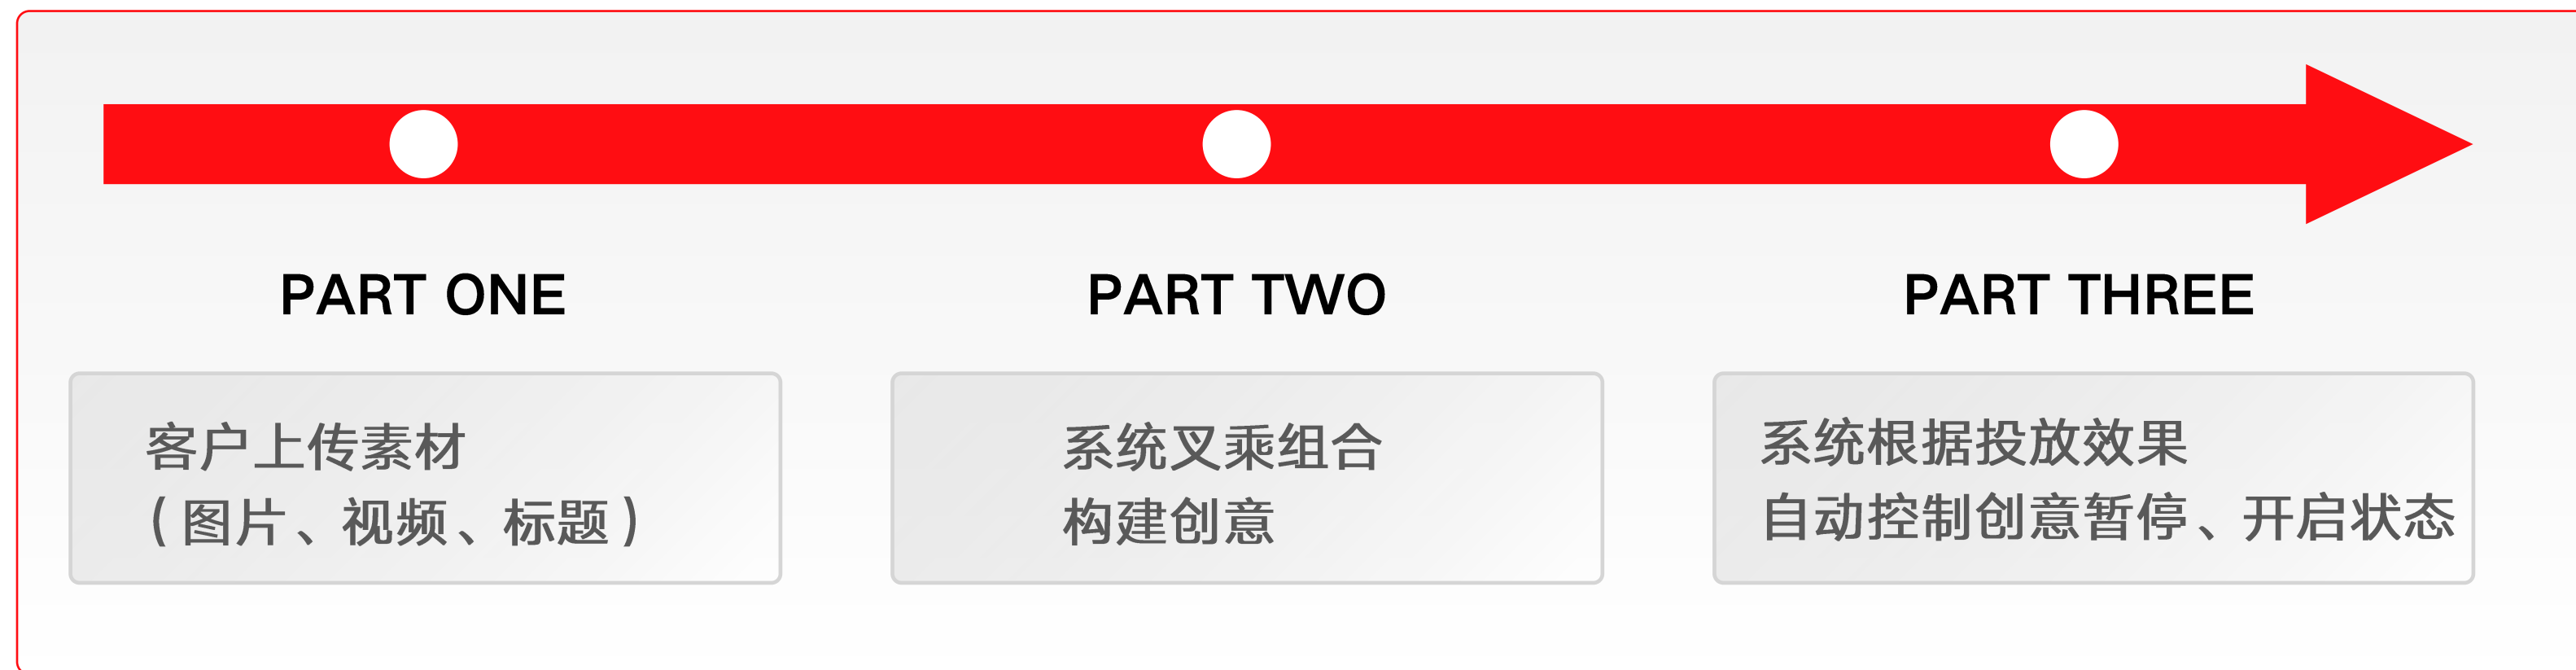 PART ONE
客户上传素材
(图片、视频、标题)
PART TWO
系统叉乘组合
构建创意
PART THREE
系统根据投放效果
自动控制创意暂停、开启状态